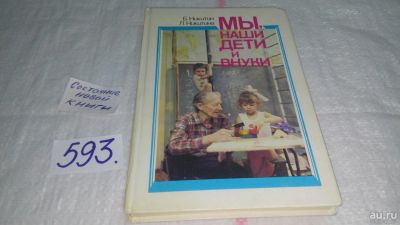 Б. Никитин
Л. Никитина
МЫ,
НАШИ
ДЕТИ
И
ВНУКИ
Состояние
новой
книги
593.
au.ru